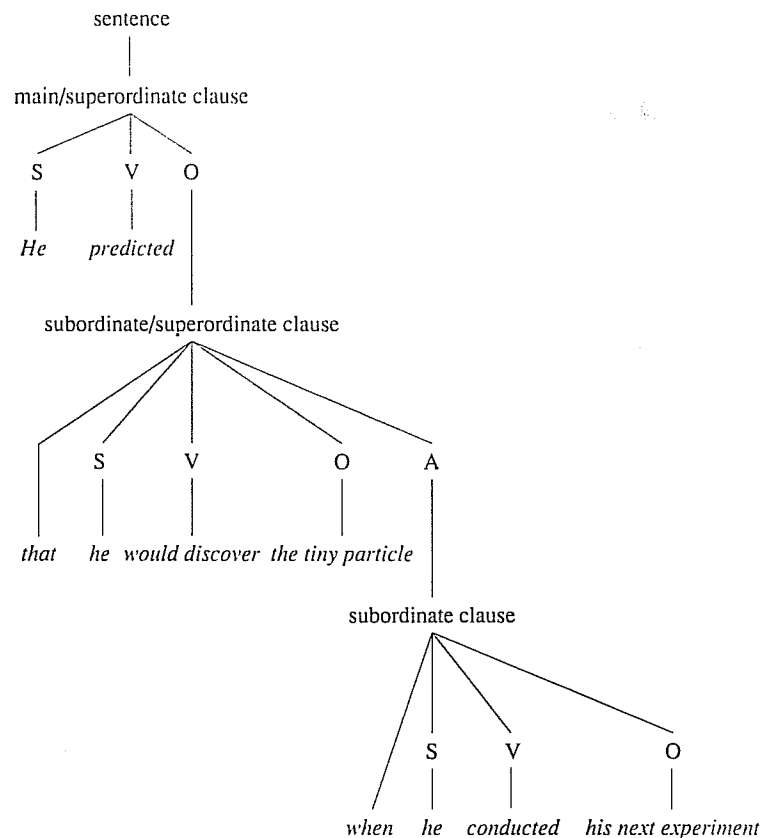 sentence
main/superordinate clause
S V O
He predicted
subordinate/superordinate clause
S V O A
that he would discover the tiny particle
subordinate clause
S V O
when he conducted his next experiment